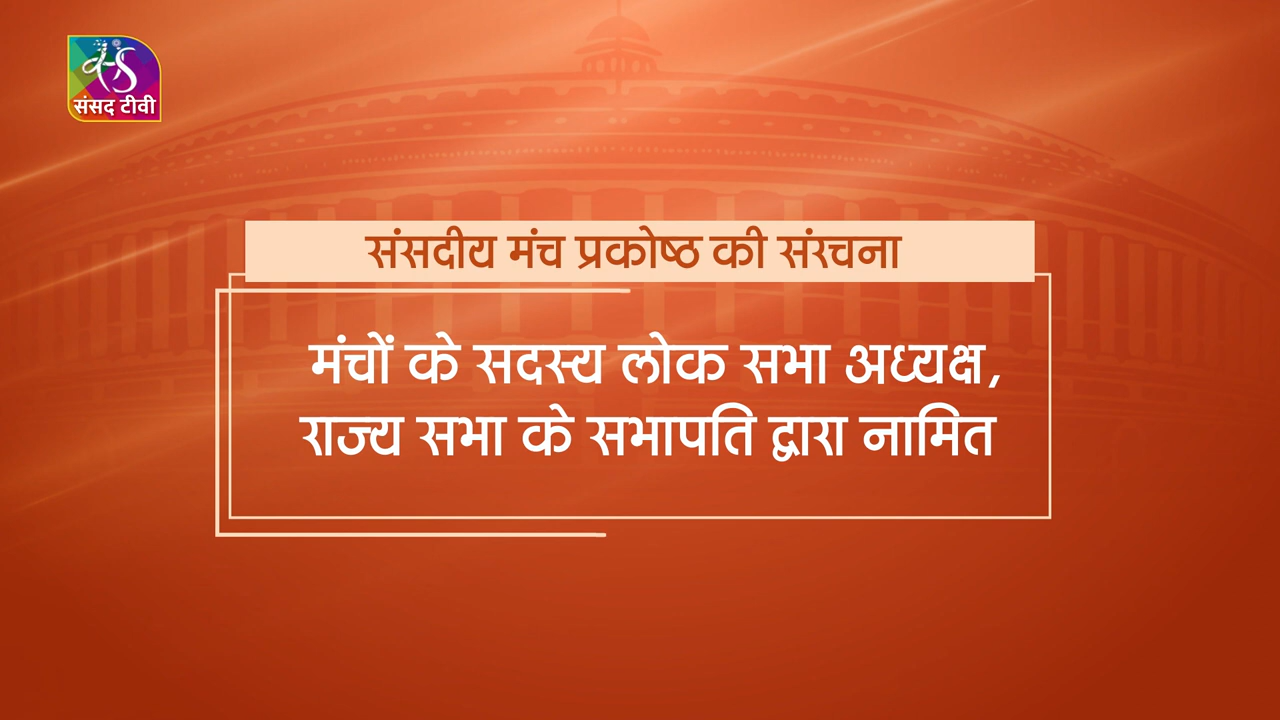 संसद टीवी
संसदीय मंच प्रकोष्ठ की संरचना
मंचों के सदस्य लोक सभा अध्यक्ष,
राज्य सभा के सभापति द्वारा नामित